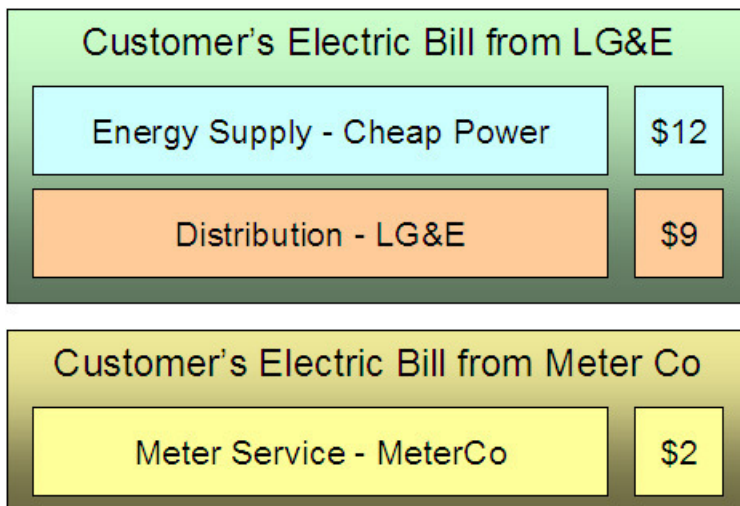 Customer's Electric Bill from LG&E
Energy Supply - Cheap Power $12
Distribution - LG&E $9
Customer's Electric Bill from Meter Co
Meter Service - MeterCo $2